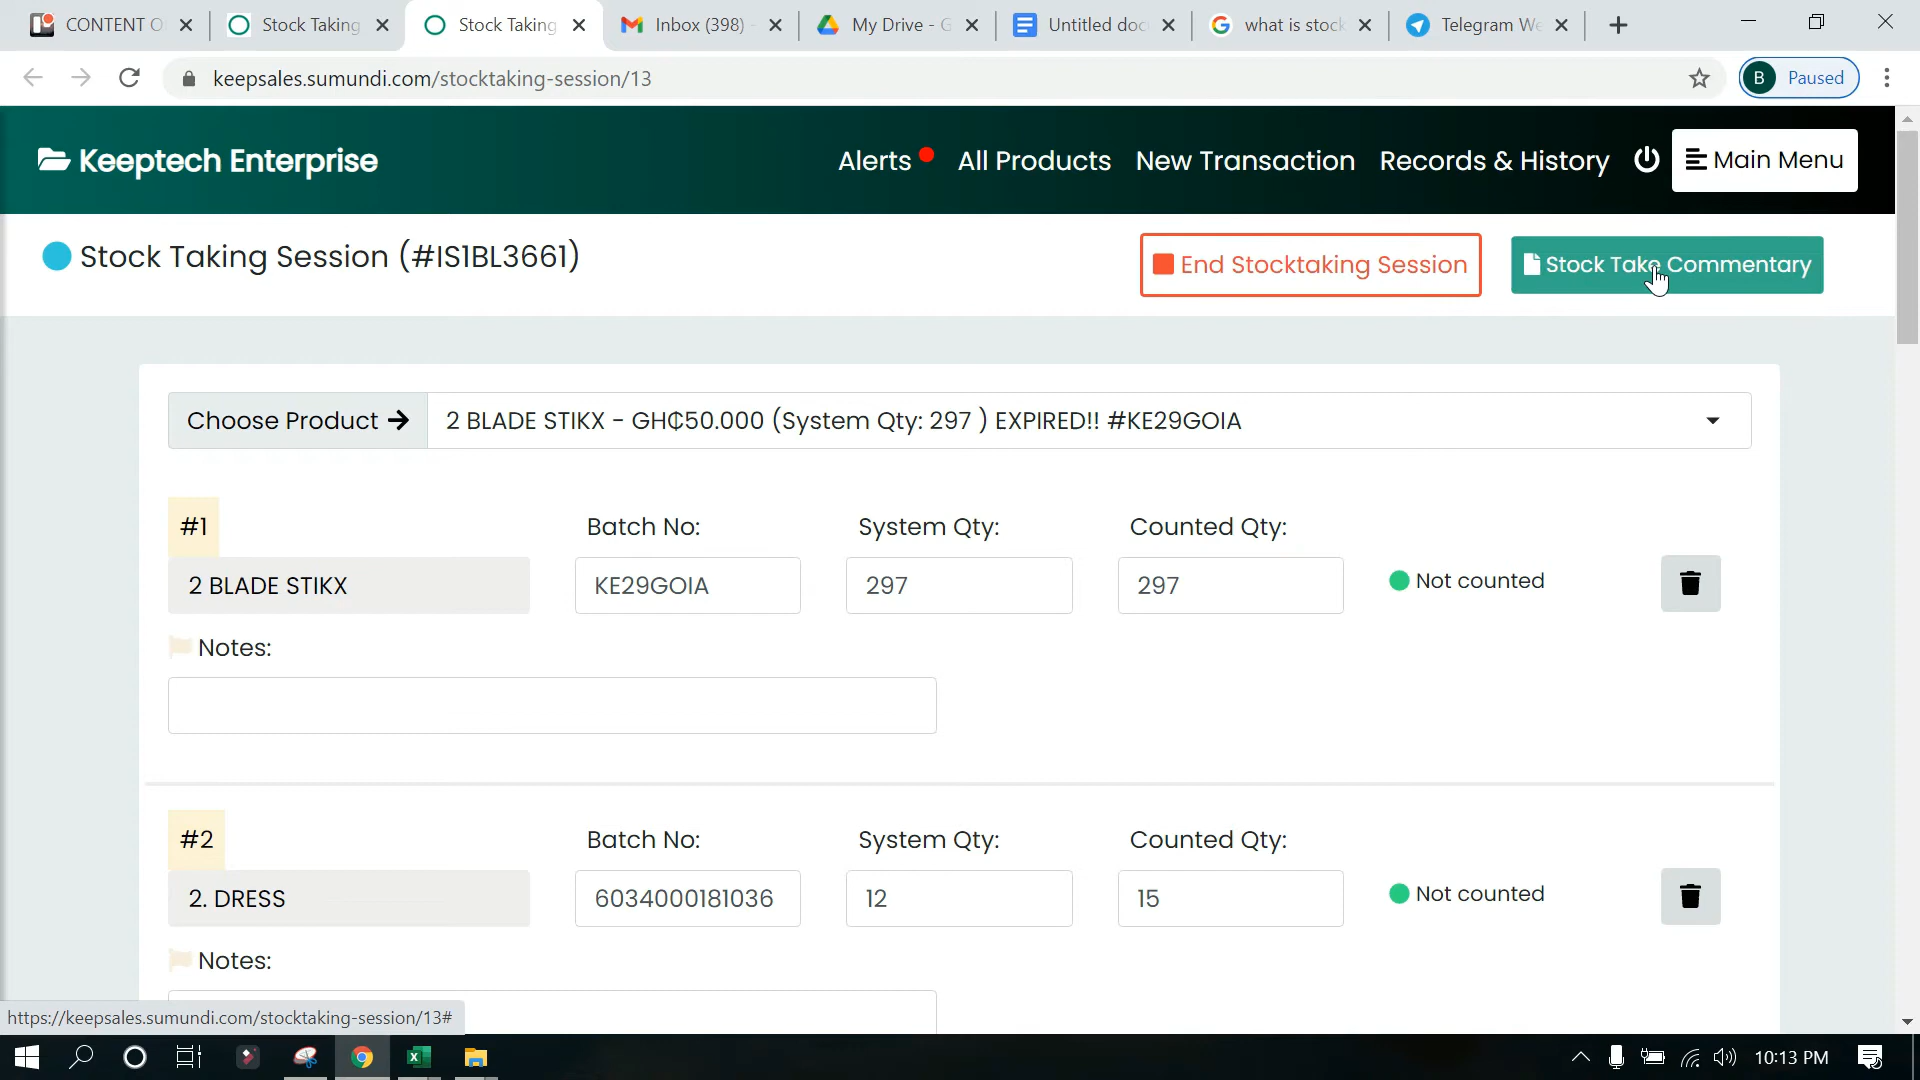 CONTENT O
Stock Taking
Stock Taking
Inbox (398)
My Drive - G
Untitled doc
what is stock
Telegram We
keepsales.sumundi.com/stocktaking-session/13
B Paused
Keeptech Enterprise
Alerts All Products New Transaction Records & History Main Menu
Stock Taking Session (#IS1BL3661)
End Stocktaking Session
Stock Take Commentary
Choose Product
2 BLADE STIKX - GH₵50.000 (System Qty: 297 ) EXPIRED!! #KE29GOIA
#1 Batch No: System Qty: Counted Qty:
2 BLADE STIKX KE29GOIA 297 297 Not counted
Notes:
#2 Batch No: System Qty: Counted Qty:
2. DRESS 6034000181036 12 15 Not counted
Notes:
https://keepsales.sumundi.com/stocktaking-session/13#
10:13 PM